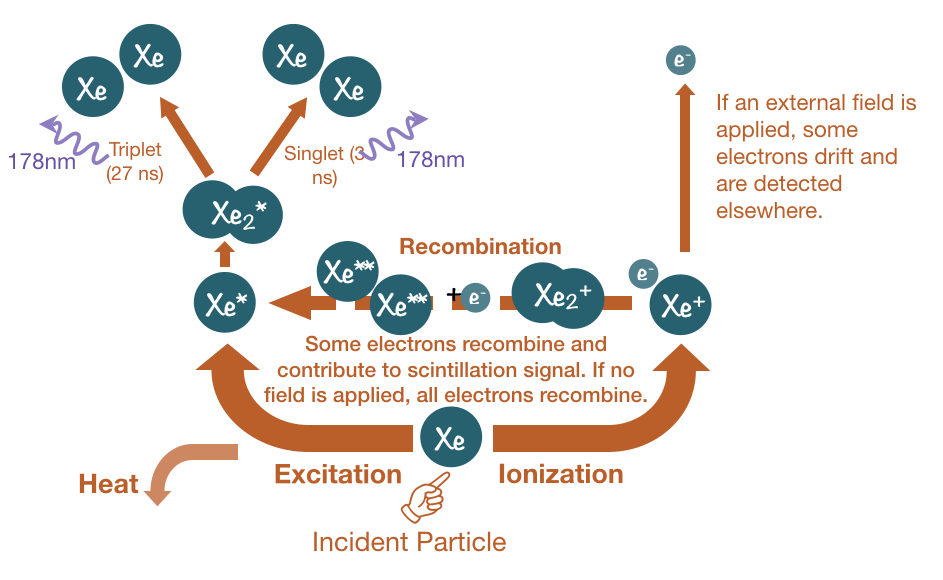 Xe
Xe
Xe
Xe
e⁻
If an external field is
applied, some
electrons drift and
are detected
elsewhere.
178nm
Triplet
(27 ns)
Singlet (3
ns)
178nm
Xe₂*
Recombination
Xe*
Xe**
Xe**
+
e⁻
Xe₂⁺
e⁻
Xe⁺
Some electrons recombine and
contribute to scintillation signal. If no
field is applied, all electrons recombine.
Xe
Heat
Excitation
Ionization
Incident Particle